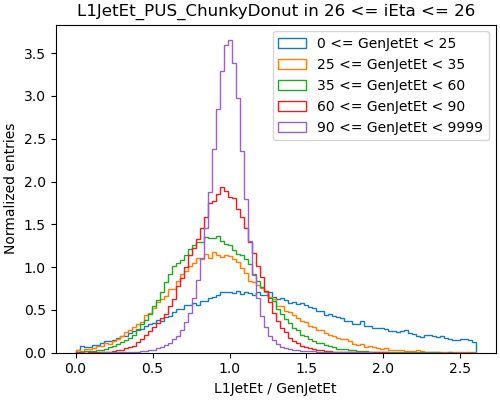 L1JetEt_PUS_ChunkyDonut in 26 <= iEta <= 26
0 <= GenJetEt < 25
25 <= GenJetEt < 35
35 <= GenJetEt < 60
60 <= GenJetEt < 90
90 <= GenJetEt < 9999
Normalized entries
3.5
3.0
2.5
2.0
1.5
1.0
0.5
0.0
0.0 0.5 1.0 1.5 2.0 2.5
L1JetEt / GenJetEt